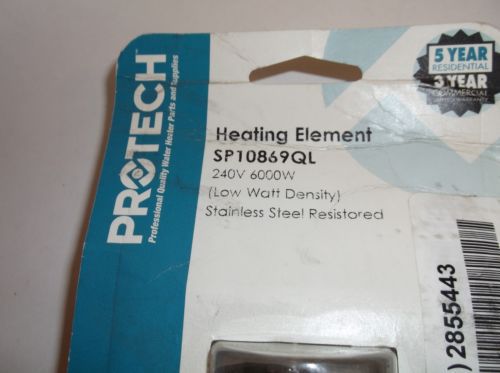 PROTECH
Professional Quality Water Heater Parts and Supplies
5 YEAR
RESIDENTIAL
3 YEAR
COMMERCIAL
WARRANTY
Heating Element
SP10869QL
240V 6000W
(Low Watt Density)
Stainless Steel Resistored
) 2855443